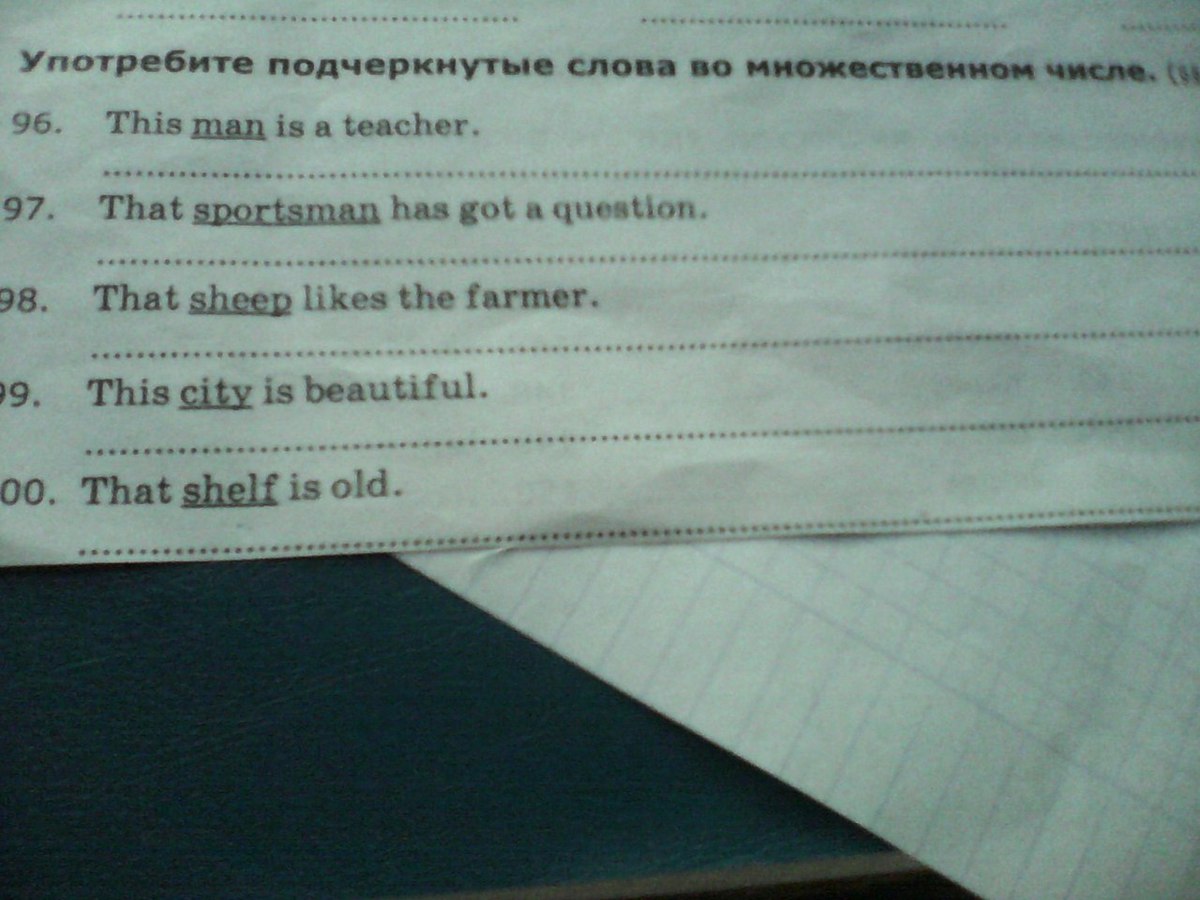 Употребите подчеркнутые слова во множественном числе.
96. This man is a teacher.
97. That sportsman has got a question.
98. That sheep likes the farmer.
99. This city is beautiful.
00. That shelf is old.